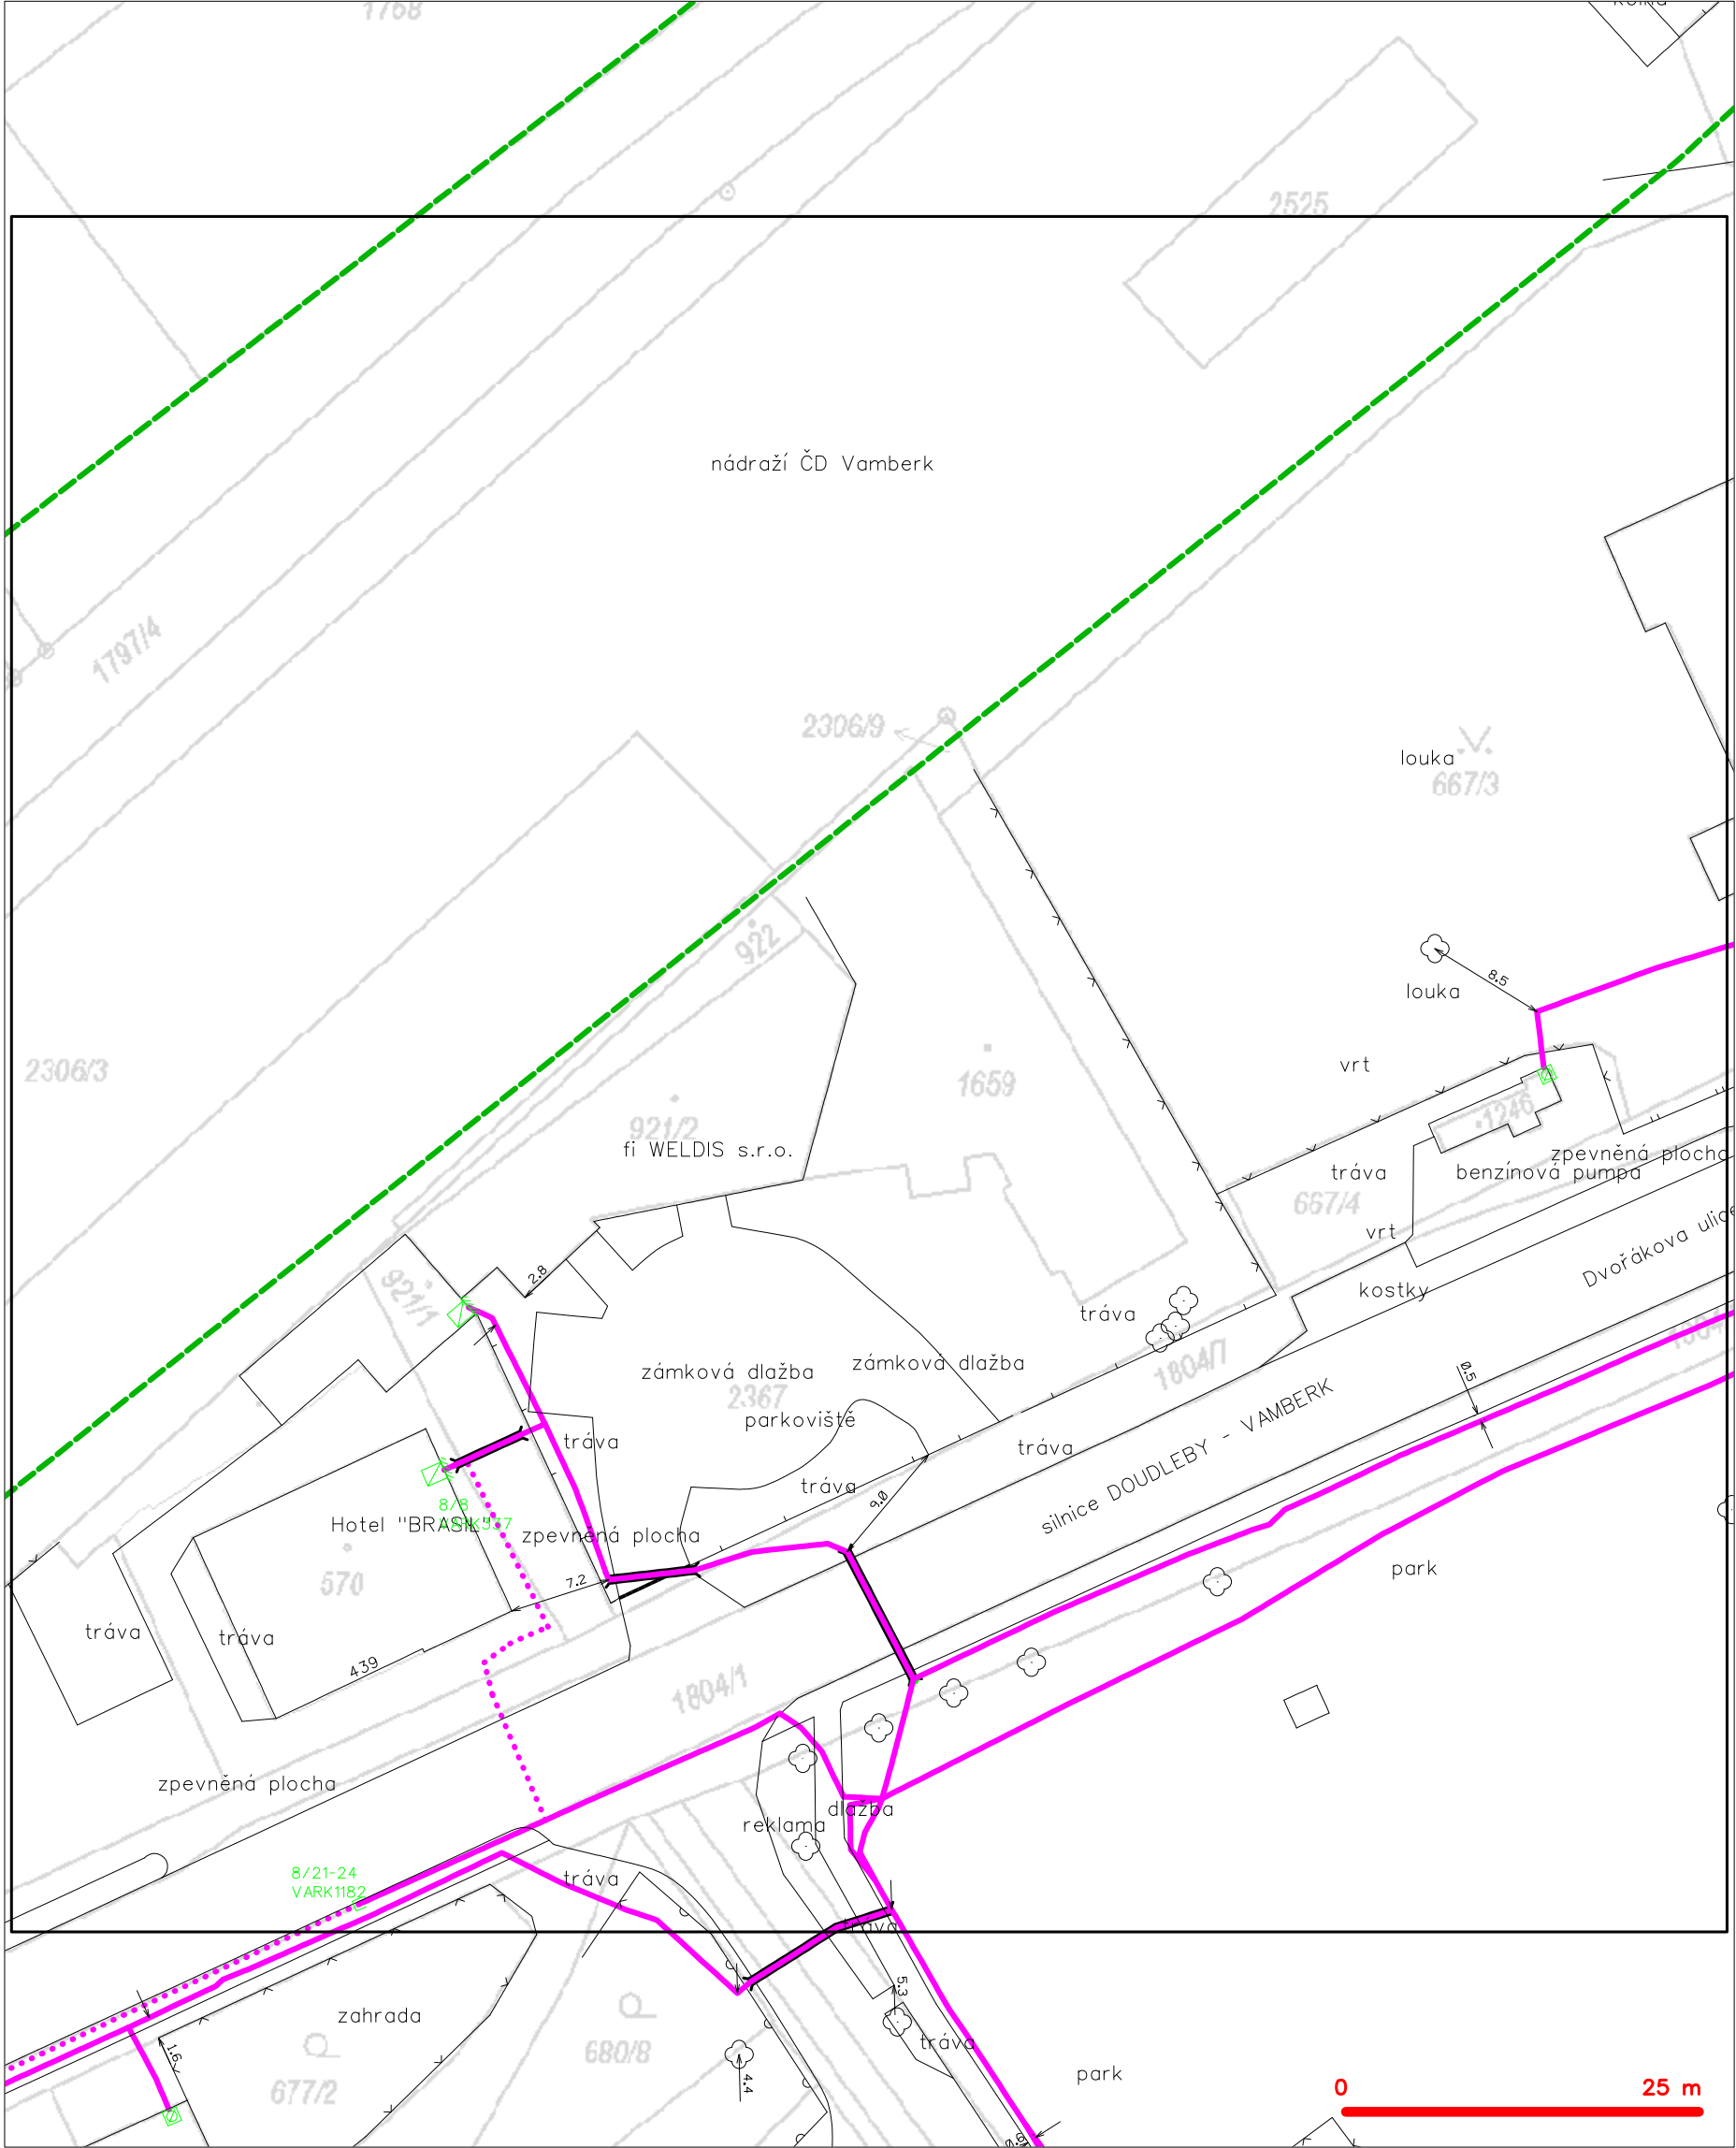 1768
2525
nádraží ČD Vamberk
1797/4
2306/9
louka
667/3
922
8.5
louka
2306/3
vrt
1659
921/2
fi WELDIS s.r.o.
1246
zpevněná plocha
tráva
benzínová pumpa
667/4
vrt
Dvořákova ulice
921/1
2.8
kostky
tráva
zámková dlažba
zámková dlažba
1804/7
0.5
2367
parkoviště
silnice DOUDLEBY - VAMBERK
tráva
tráva
tráva
9.0
8/8
Hotel "BRASIL"
zpevněná plocha
park
570
7.2
tráva
tráva
439
1804/1
zpevněná plocha
dlažba
reklama
8/21-24
VARK1182
tráva
tráva
5.3
zahrada
tráva
680/8
1.6
677/2
4.4
park
0
25 m